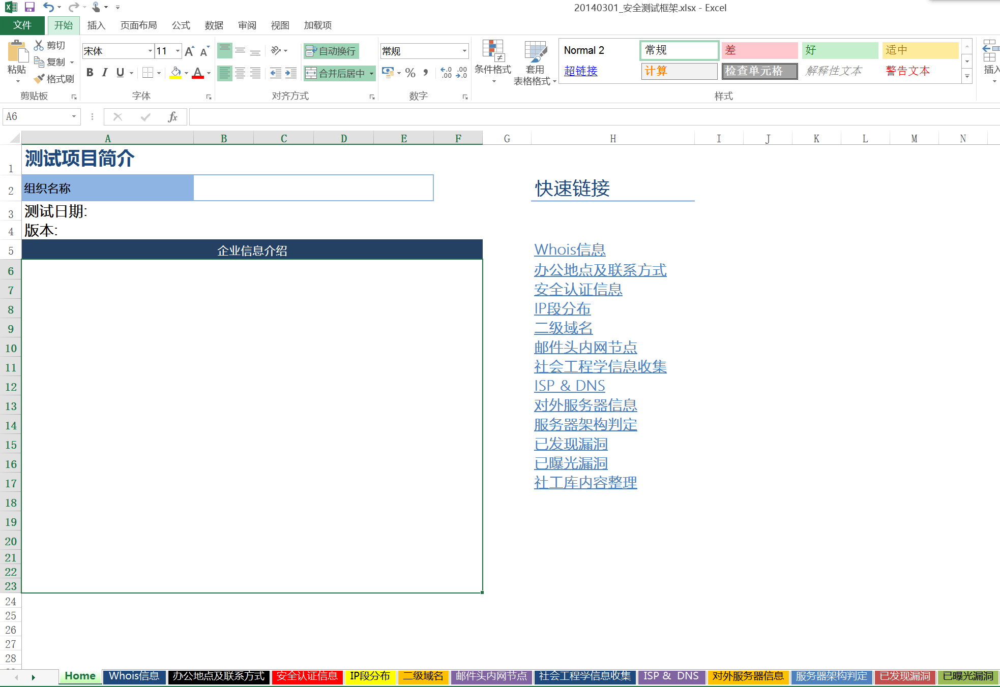 20140301_安全测试框架.xlsx - Excel
文件 开始 插入 页面布局 公式 数据 审阅 视图 加载项
粘贴 剪切 复制 格式刷
宋体 11 A A
B I U A
自动换行
合并后居中
常规
% , .0 .00 .00 .0
条件格式 套用 表格格式
Normal 2 常规 差 好 适中
超链接 计算 检查单元格 解释性文本 警告文本
插入
剪贴板 字体 对齐方式 数字 样式
A6 fx
A B C D E F G H I J K L M N
1 测试项目简介
2 组织名称 快速链接
3 测试日期:
4 版本:
5 企业信息介绍 Whois信息
6 办公地点及联系方式
7 安全认证信息
8 IP段分布
9 二级域名
10 邮件头内网节点
11 社会工程学信息收集
12 ISP & DNS
13 对外服务器信息
14 服务器架构判定
15 已发现漏洞
16 已曝光漏洞
17 社工库内容整理
18
19
20
21
22
23
24
25
26
27
28
Home Whois信息 办公地点及联系方式 安全认证信息 IP段分布 二级域名 邮件头内网节点 社会工程学信息收集 ISP & DNS 对外服务器信息 服务器架构判定 已发现漏洞 已曝光漏洞